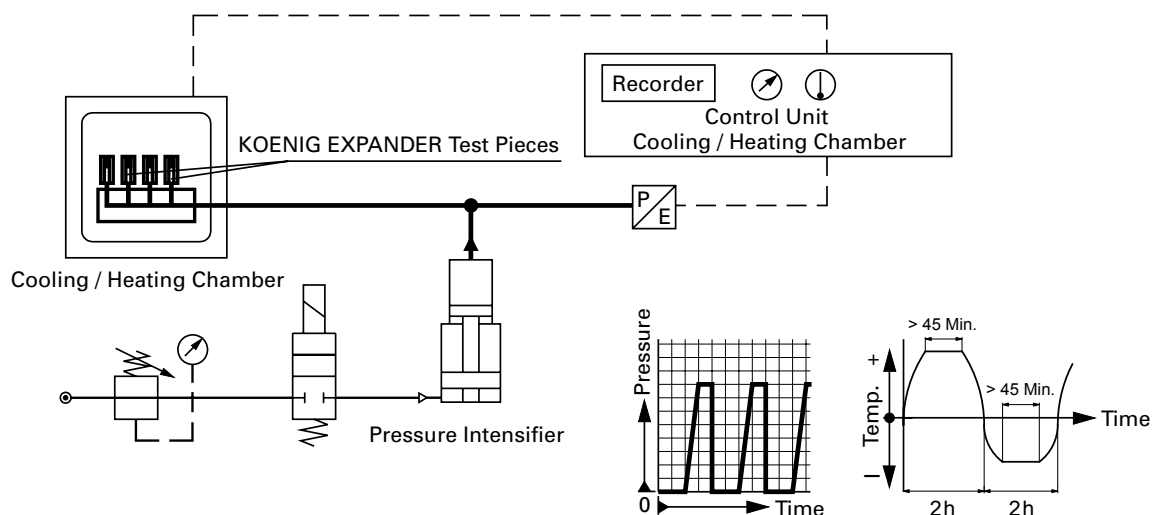 Recorder
Control Unit
Cooling / Heating Chamber
KOENIG EXPANDER Test Pieces
P
E
Cooling / Heating Chamber
Pressure Intensifier
Pressure
0
Time
> 45 Min.
> 45 Min.
+
Temp.
–
Time
2h
2h